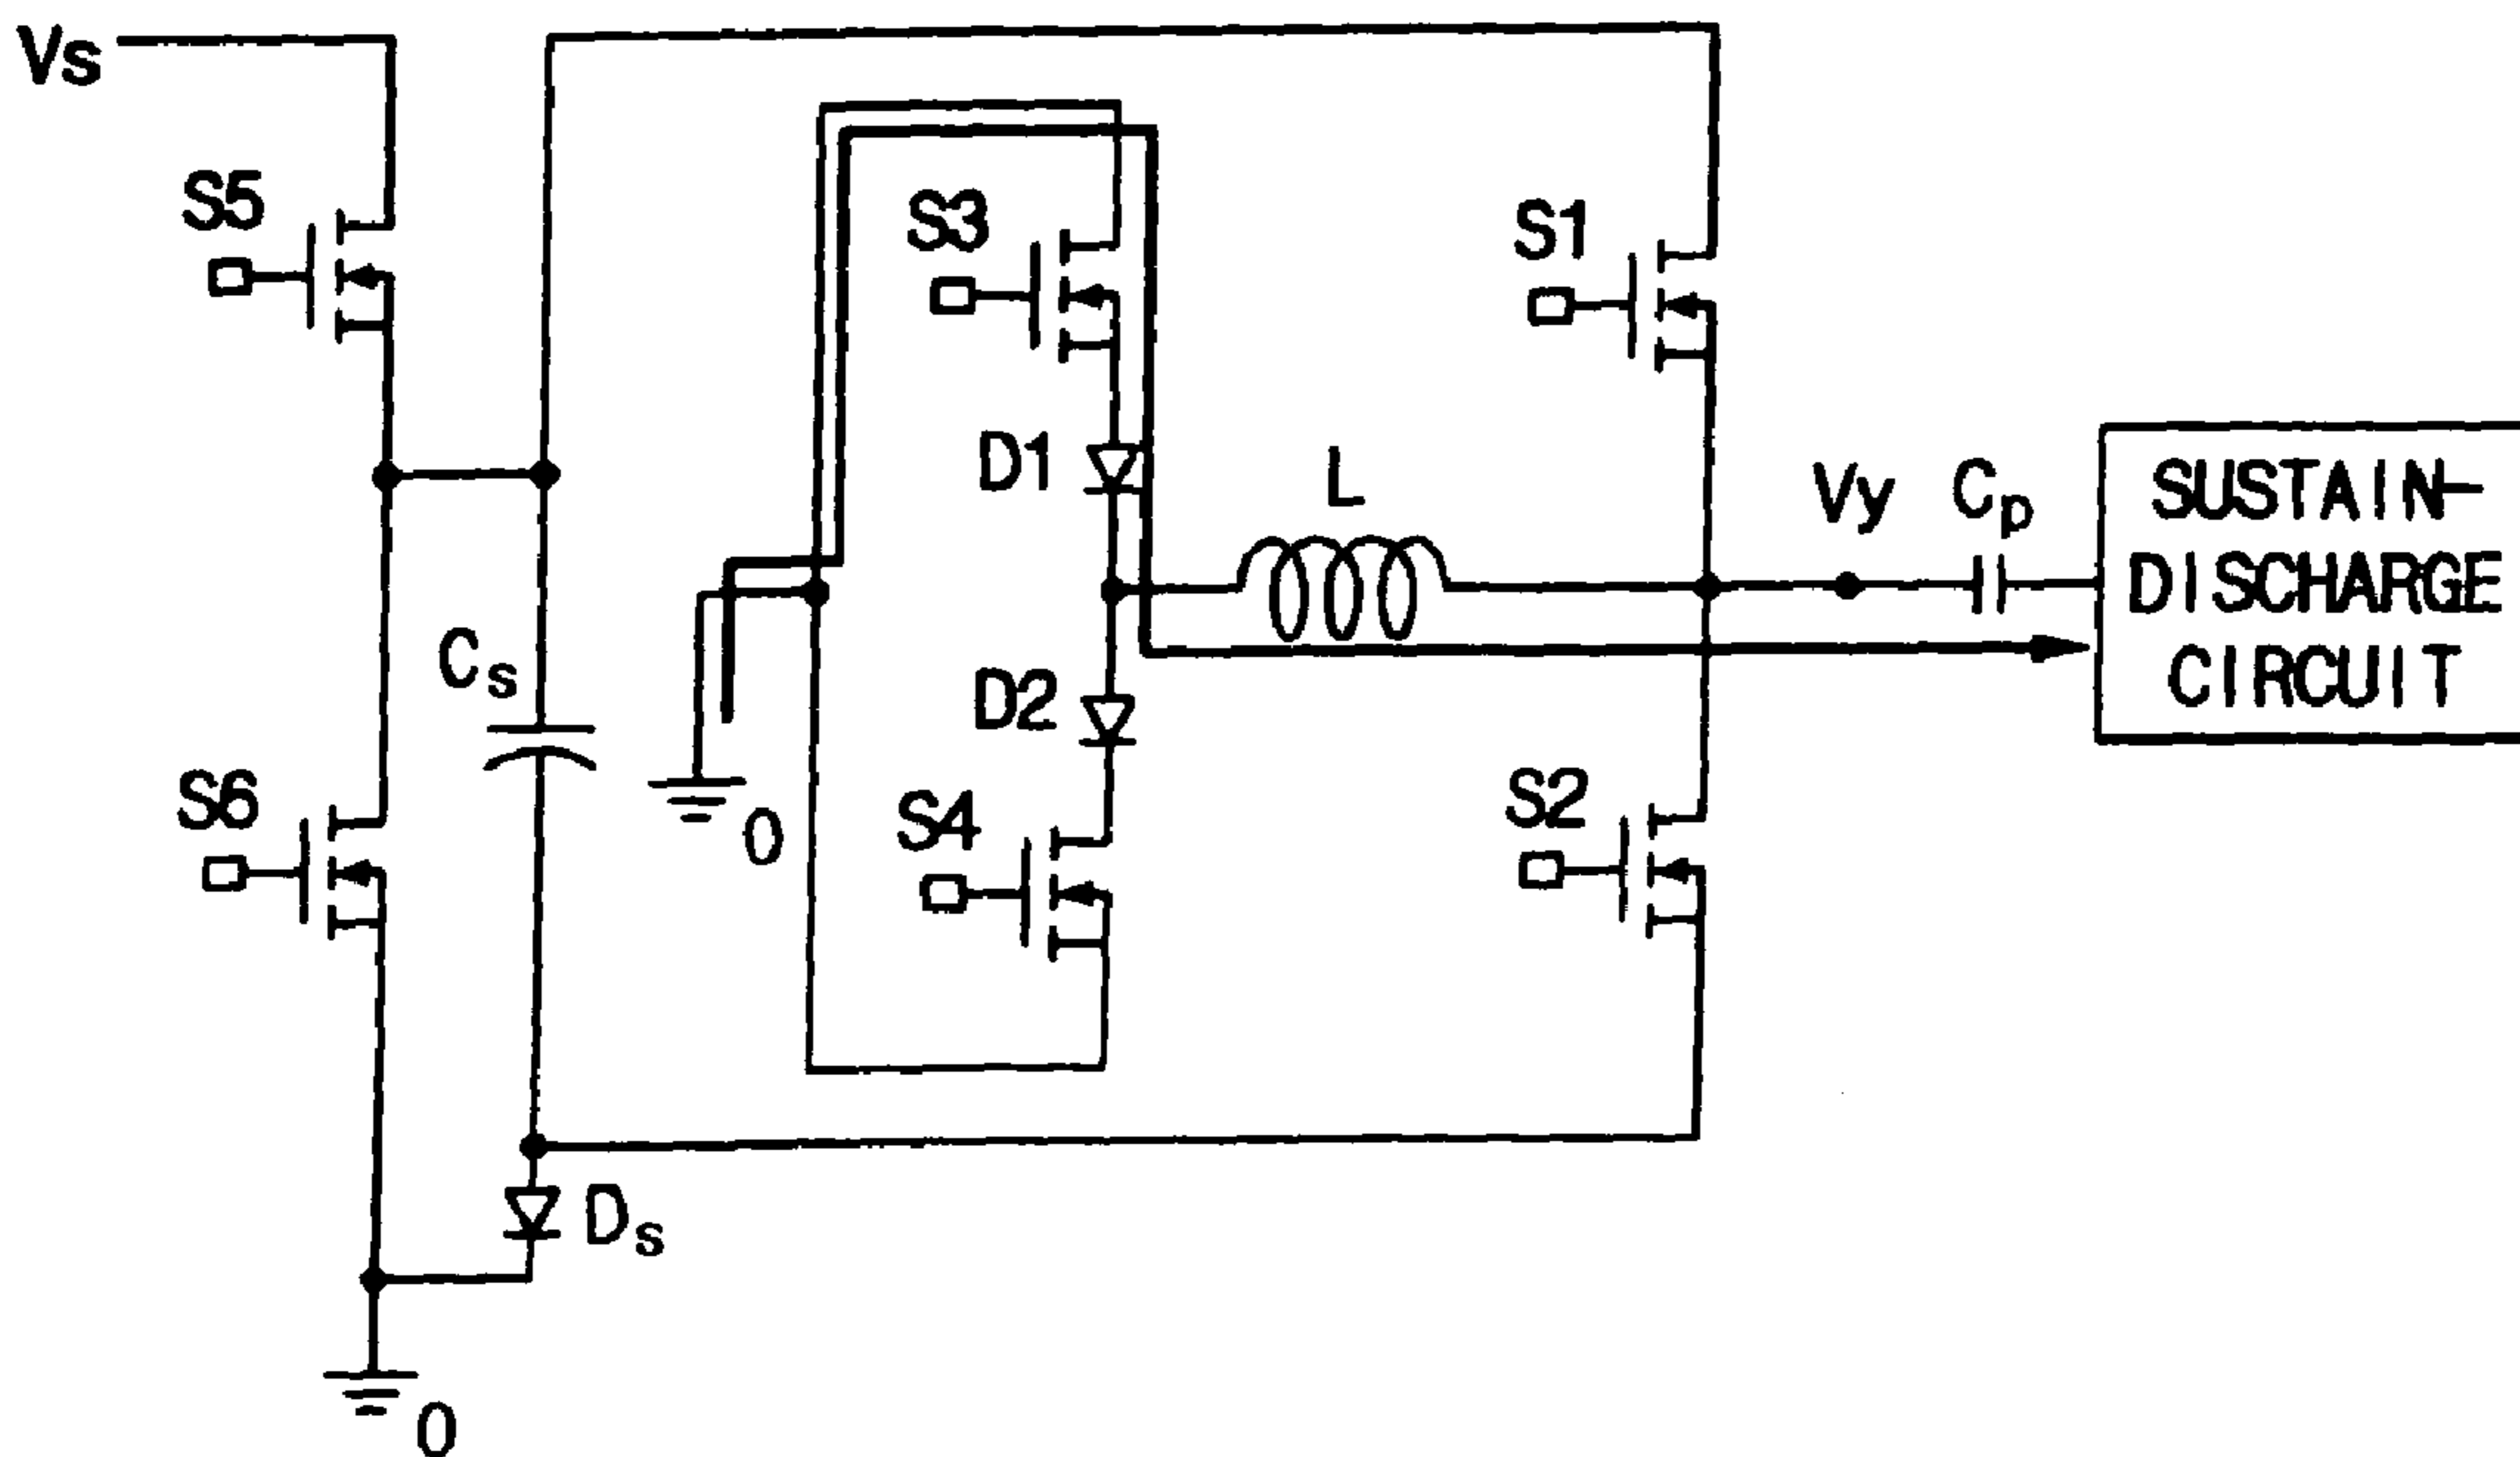 Vs
S5
S3
S1
D1
L
Vy
Cp
SUSTAIN-
DISCHARGE
CIRCUIT
Cs
D2
S6
S4
S2
0
Ds
0